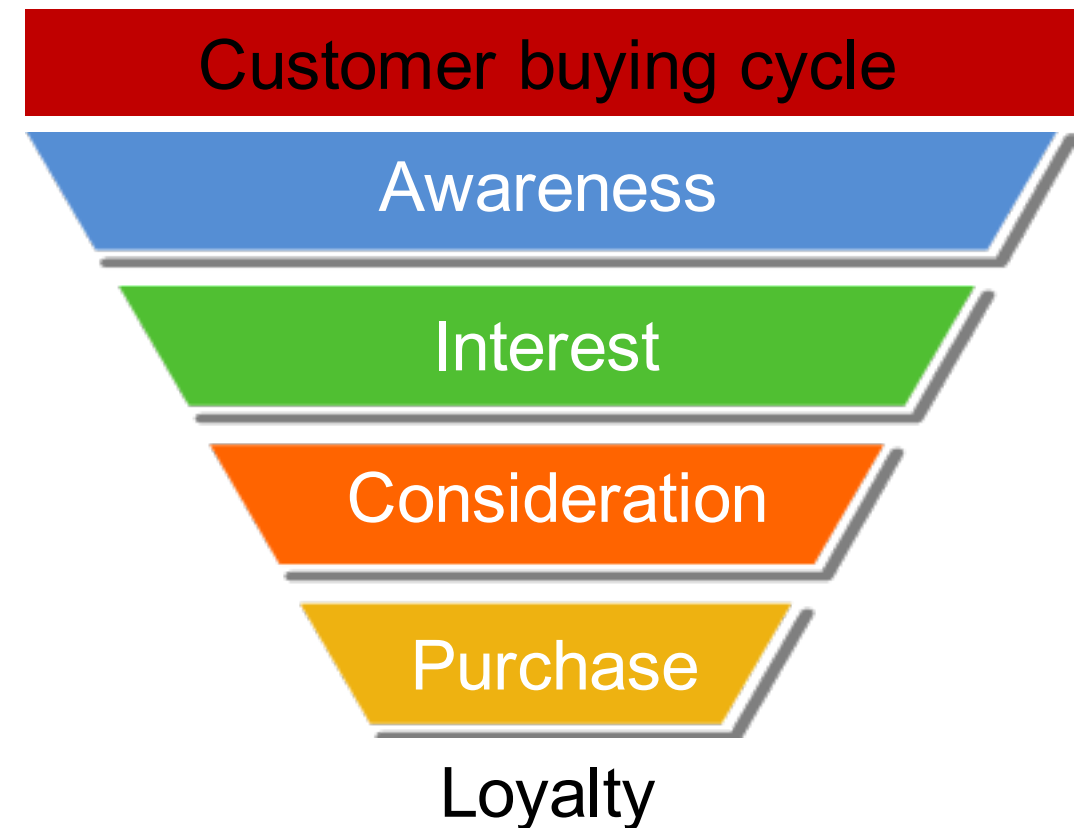 Customer buying cycle
Awareness
Interest
Consideration
Purchase
Loyalty